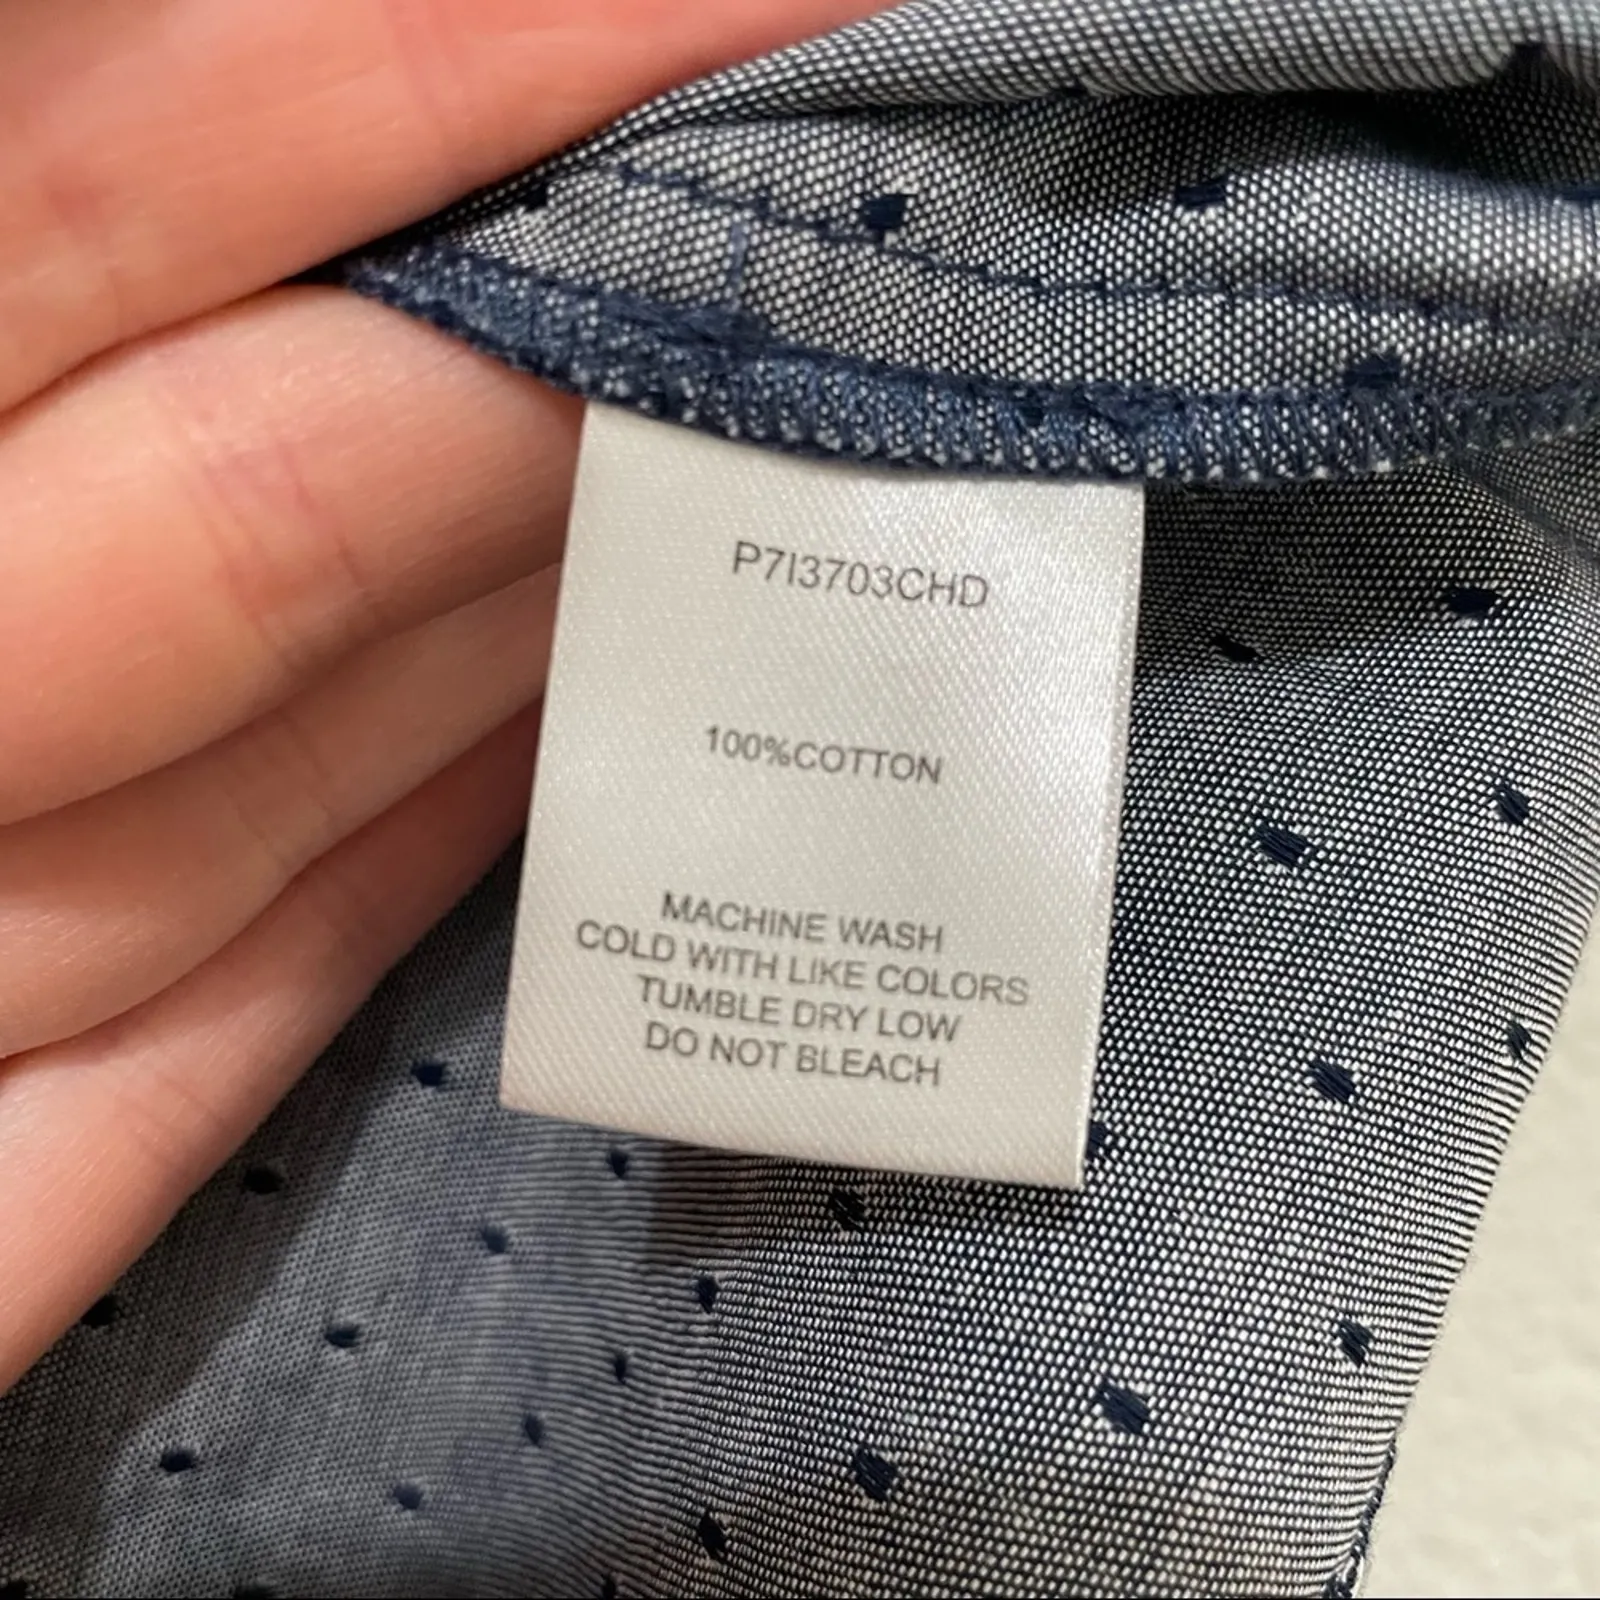 P7I3703CHD
100%COTTON
MACHINE WASH
COLD WITH LIKE COLORS
TUMBLE DRY LOW
DO NOT BLEACH